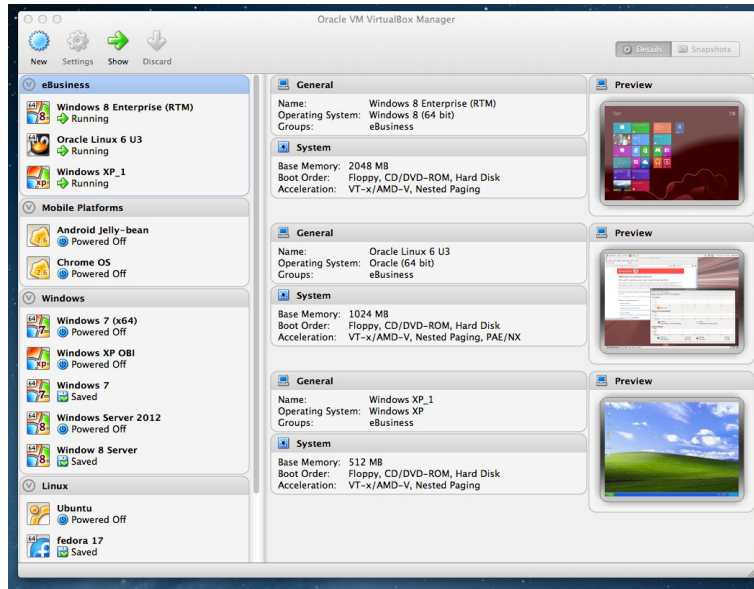 Oracle VM VirtualBox Manager
New Settings Show Discard
Details Snapshots
eBusiness
Windows 8 Enterprise (RTM)
Running
Oracle Linux 6 U3
Running
Windows XP_1
Running
Mobile Platforms
Android Jelly-bean
Powered Off
Chrome OS
Powered Off
Windows
Windows 7 (x64)
Powered Off
Windows XP OBI
Powered Off
Windows 7
Saved
Windows Server 2012
Powered Off
Window 8 Server
Saved
Linux
Ubuntu
Powered Off
fedora 17
Saved
General
Name: Windows 8 Enterprise (RTM)
Operating System: Windows 8 (64 bit)
Groups: eBusiness
System
Base Memory: 2048 MB
Boot Order: Floppy, CD/DVD-ROM, Hard Disk
Acceleration: VT-x/AMD-V, Nested Paging
Preview
General
Name: Oracle Linux 6 U3
Operating System: Oracle (64 bit)
Groups: eBusiness
System
Base Memory: 1024 MB
Boot Order: Floppy, CD/DVD-ROM, Hard Disk
Acceleration: VT-x/AMD-V, Nested Paging, PAE/NX
Preview
General
Name: Windows XP_1
Operating System: Windows XP
Groups: eBusiness
System
Base Memory: 512 MB
Boot Order: Floppy, CD/DVD-ROM, Hard Disk
Acceleration: VT-x/AMD-V, Nested Paging
Preview